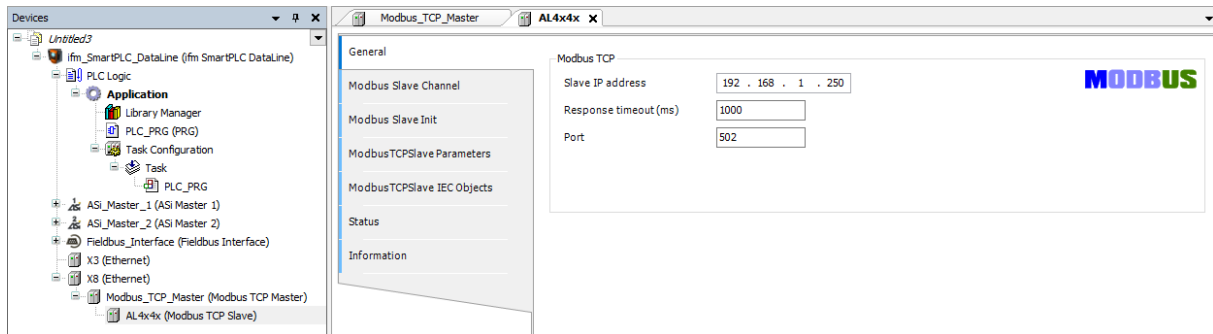 Devices
Untitled3
ifm_SmartPLC_DataLine (ifm SmartPLC DataLine)
PLC Logic
Application
Library Manager
PLC_PRG (PRG)
Task Configuration
Task
PLC_PRG
ASi_Master_1 (ASi Master 1)
ASi_Master_2 (ASi Master 2)
Fieldbus_Interface (Fieldbus Interface)
X3 (Ethernet)
X8 (Ethernet)
Modbus_TCP_Master (Modbus TCP Master)
AL4x4x (Modbus TCP Slave)
Modbus_TCP_Master
AL4x4x
General
Modbus Slave Channel
Modbus Slave Init
ModbusTCPSlave Parameters
ModbusTCPSlave IEC Objects
Status
Information
Modbus TCP
Slave IP address 192 . 168 . 1 . 250
Response timeout (ms) 1000
Port 502
MODBUS